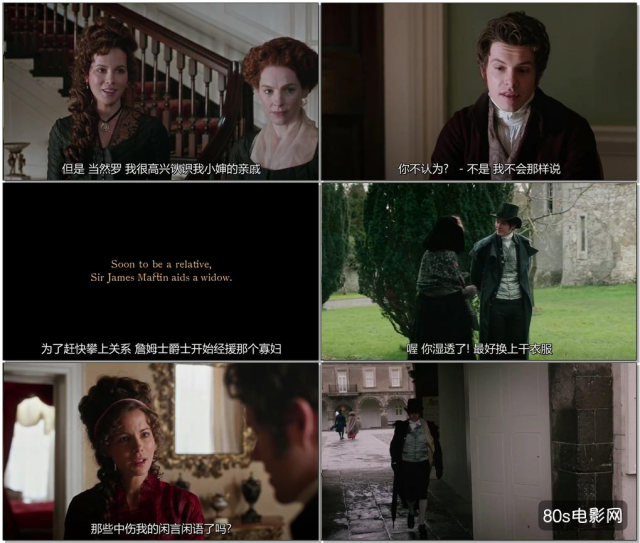 但是 当然罗 我很高兴认识我小婶的亲戚
你不认为? - 不是 我不会那样说
Soon to be a relative,
Sir James Martin aids a widow.
为了赶快攀上关系 詹姆士爵士开始经援那个寡妇
喔 你湿透了! 最好换上干衣服
那些中伤我的闲言闲语了吗?
80s电影网